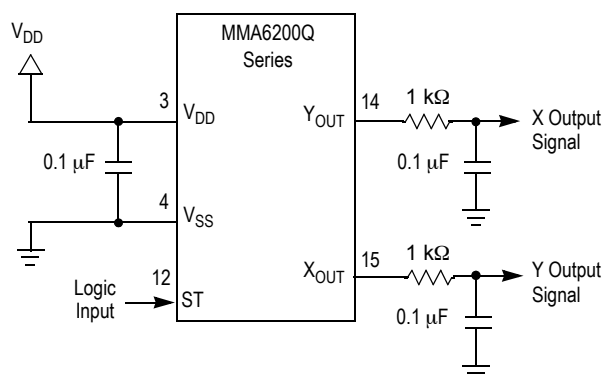 V_DD
MMA6200Q
Series
3
V_DD
0.1 μF
4
V_SS
12
Logic
Input
ST
Y_OUT
14
1 kΩ
X Output
Signal
0.1 μF
X_OUT
15
1 kΩ
Y Output
Signal
0.1 μF